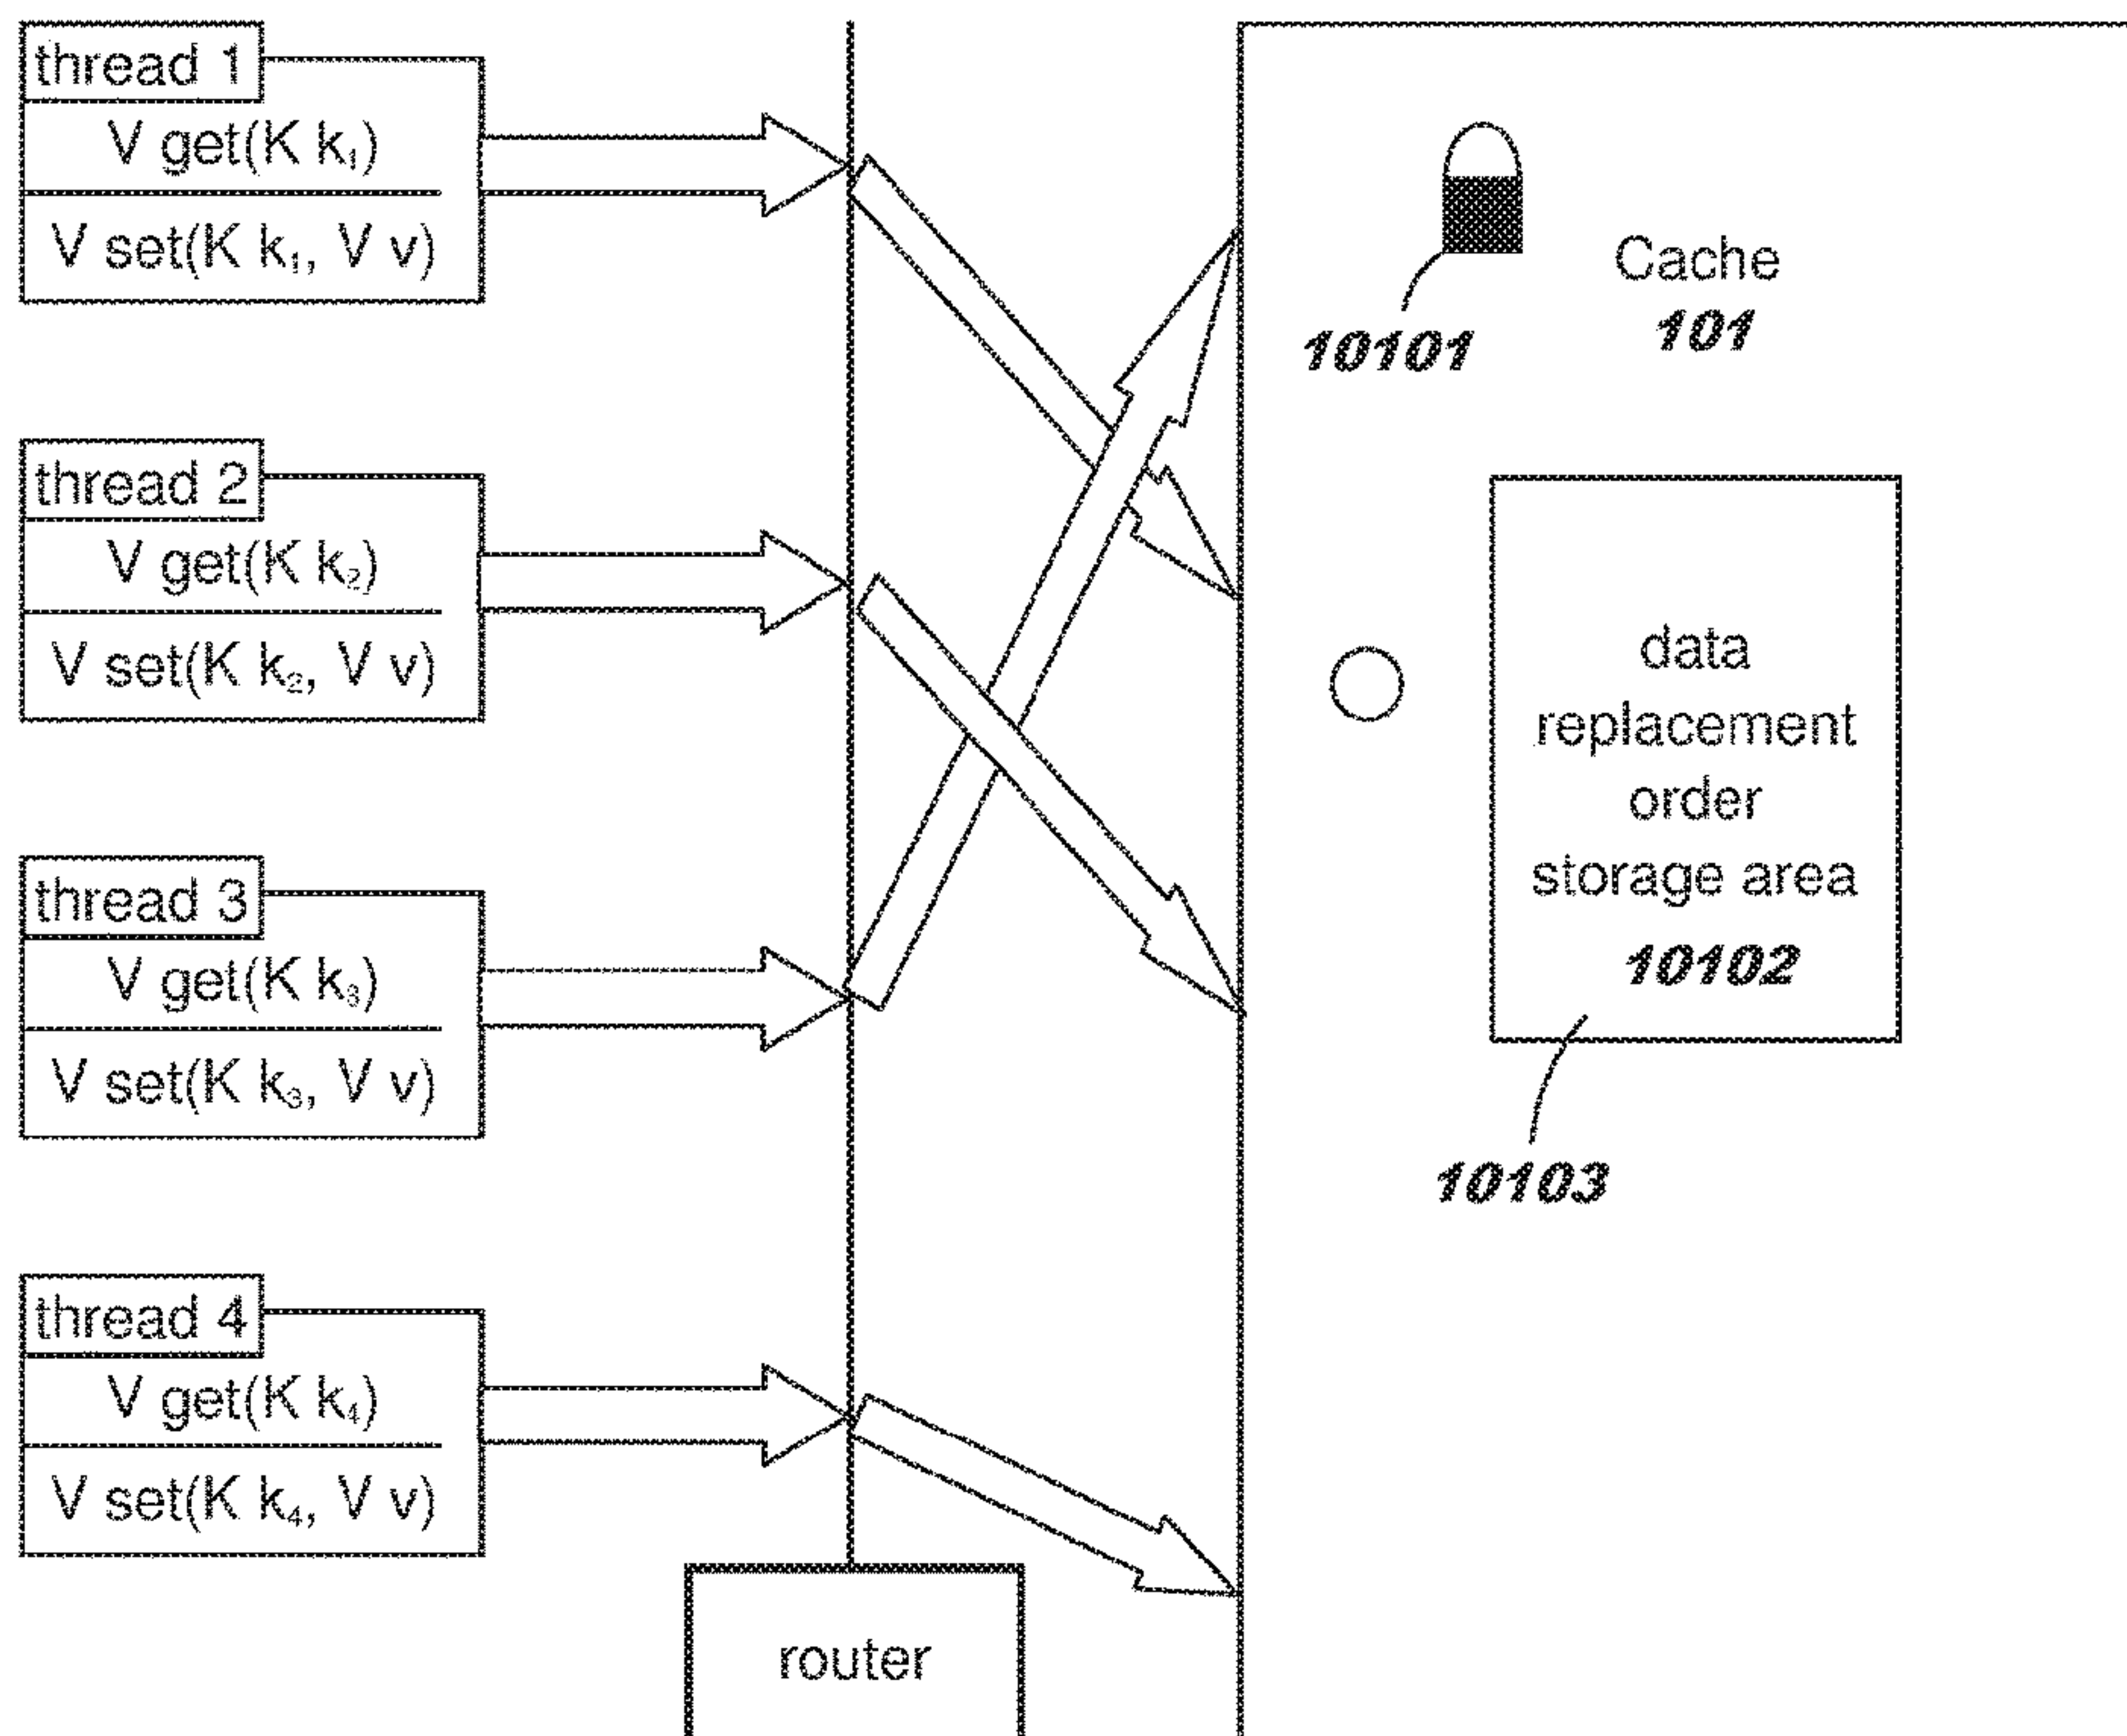 thread 1
V get(K k₁)
V set(K k₁, V v)
thread 2
V get(K k₂)
V set(K k₂, V v)
thread 3
V get(K k₃)
V set(K k₃, V v)
thread 4
V get(K k₄)
V set(K k₄, V v)
router
Cache
101
10101
data
replacement
order
storage area
10102
10103